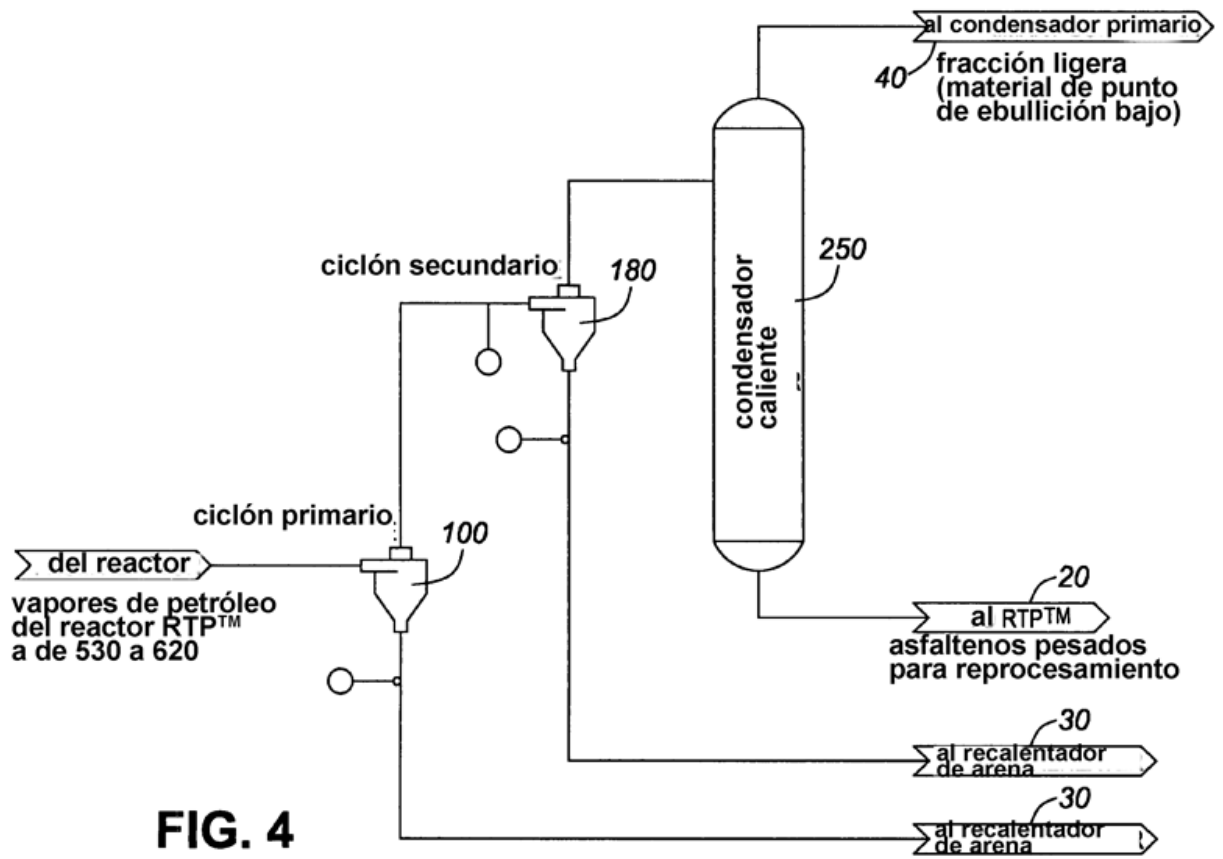 al condensador primario
40
fracción ligera
(material de punto
de ebullición bajo)
250
condensador
caliente
ciclón secundario
180
ciclón primario
100
del reactor
vapores de petróleo
del reactor RTP™
a de 530 a 620
20
al RTP™
asfaltenos pesados
para reprocesamiento
30
al recalentador
de arena
30
al recalentador
de arena
FIG. 4